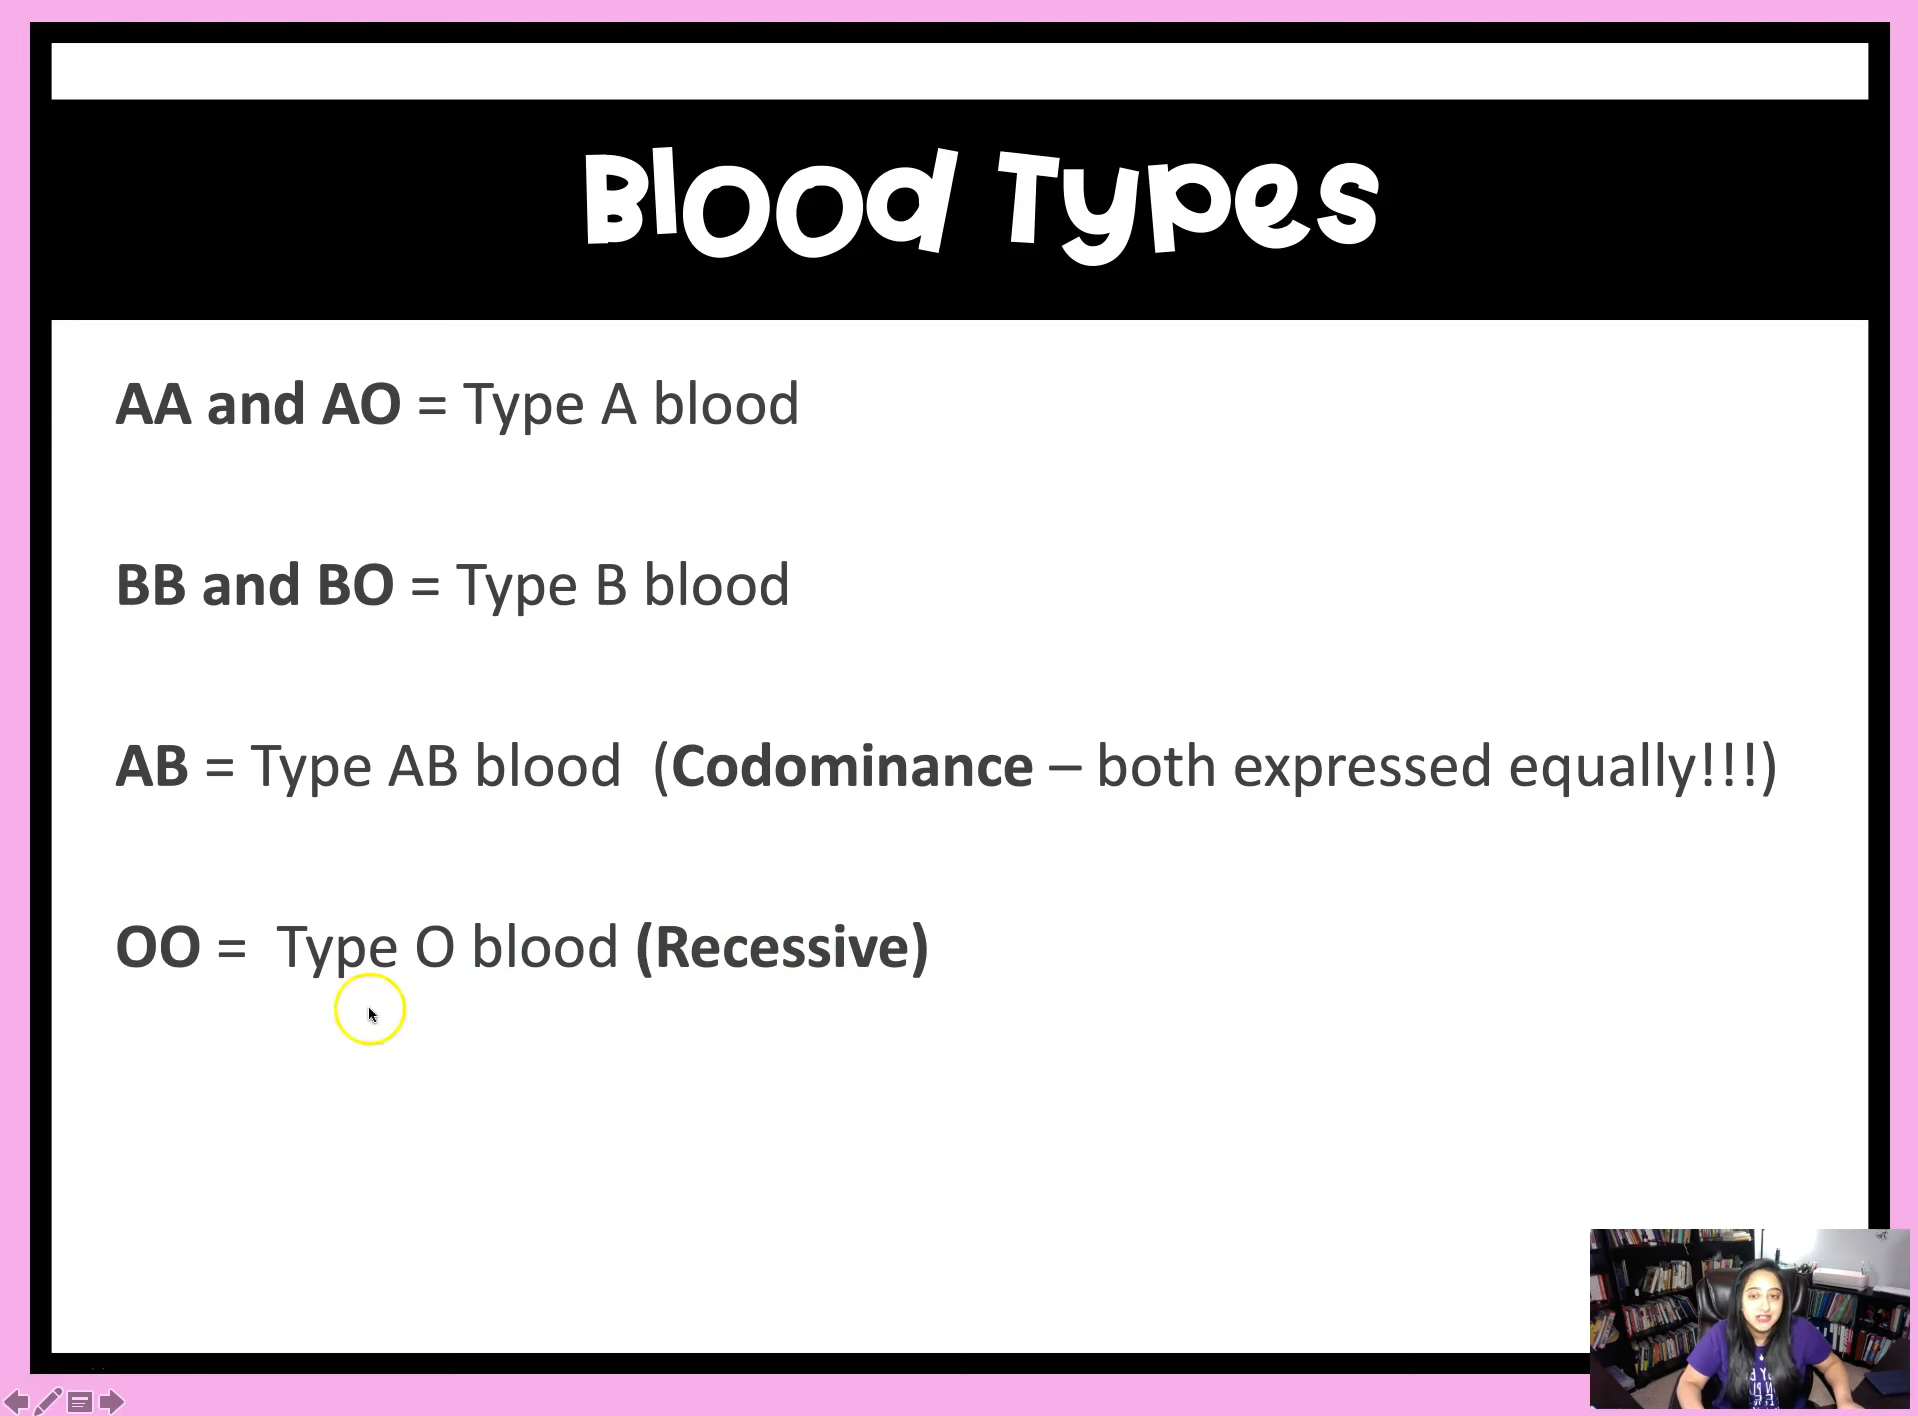 Blood Types
AA and AO = Type A blood
BB and BO = Type B blood
AB = Type AB blood (Codominance – both expressed equally!!!)
OO = Type O blood (Recessive)